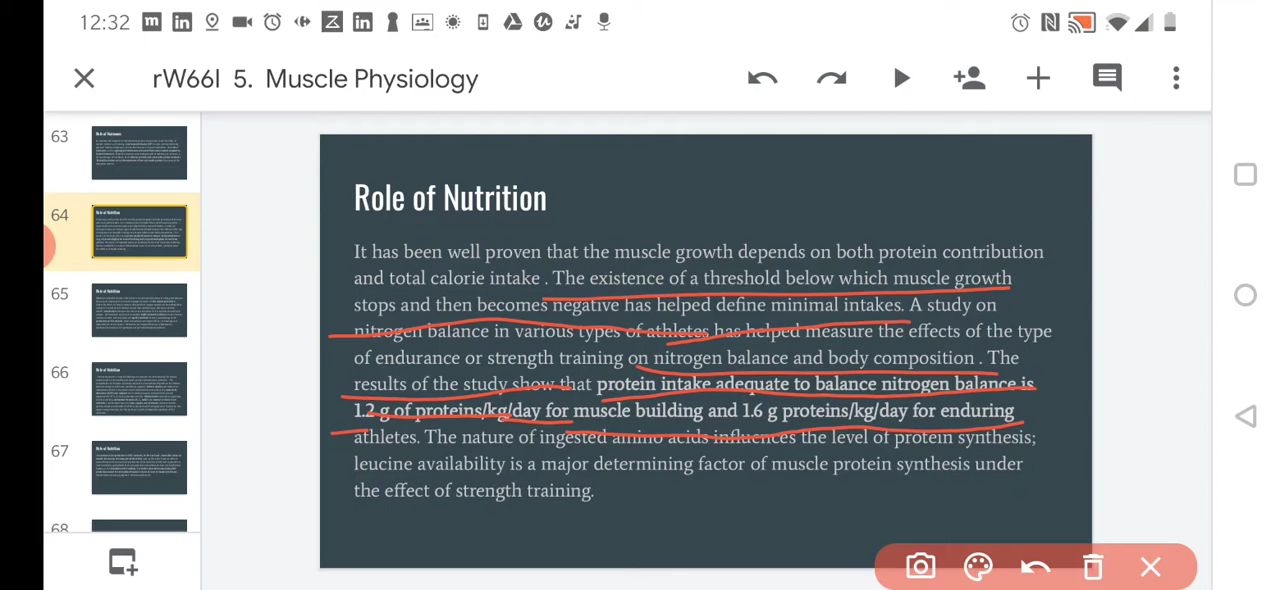 12:32
rW66l 5. Muscle Physiology
63
64
65
66
67
68
Role of Nutrition
It has been well proven that the muscle growth depends on both protein contribution
and total calorie intake . The existence of a threshold below which muscle growth
stops and then becomes negative has helped define minimal intakes. A study on
nitrogen balance in various types of athletes has helped measure the effects of the type
of endurance or strength training on nitrogen balance and body composition . The
results of the study show that protein intake adequate to balance nitrogen balance is
1.2 g of proteins/kg/day for muscle building and 1.6 g proteins/kg/day for enduring
athletes. The nature of ingested amino acids influences the level of protein synthesis;
leucine availability is a major determining factor of muscle protein synthesis under
the effect of strength training.